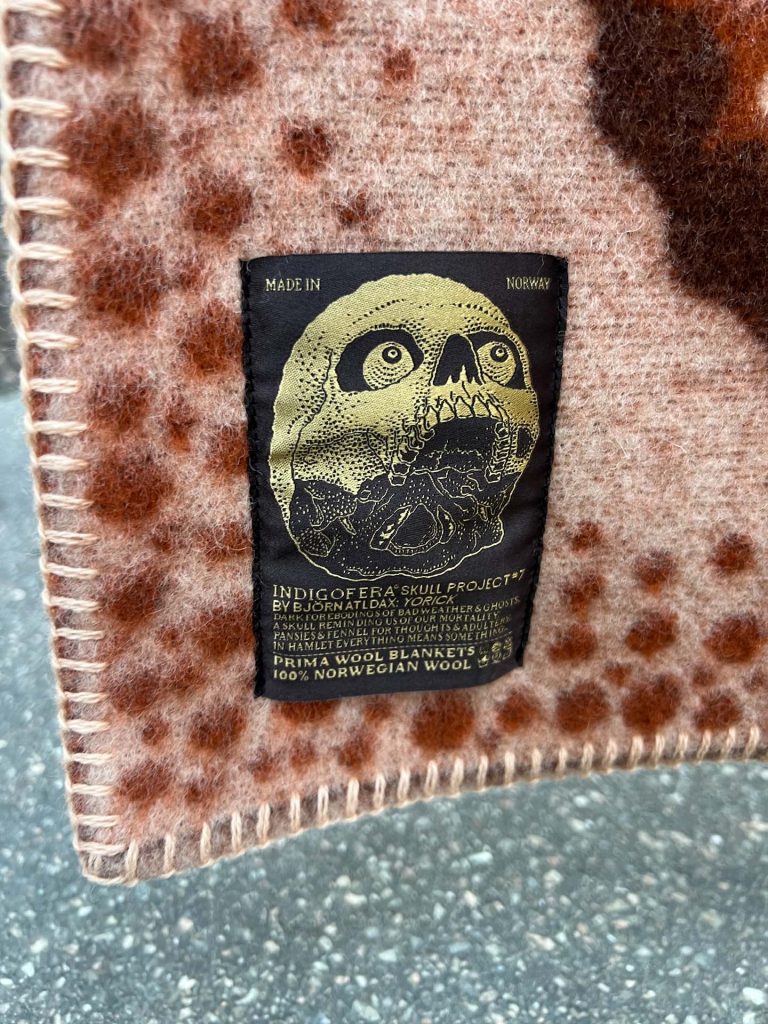 MADE IN NORWAY
INDIGOFERA® SKULL PROJECT #7
BY BJÖRN ATLDAX: YORICK
DARK FOREBODINGS OF BAD WEATHER & GHOSTS.
A SKULL REMINDING US OF OUR MORTALITY.
PANSIES & FENNEL FOR THOUGHTS & ADULTERY.
IN HAMLET EVERYTHING MEANS SOMETHING...
PRIMA WOOL BLANKETS
100% NORWEGIAN WOOL